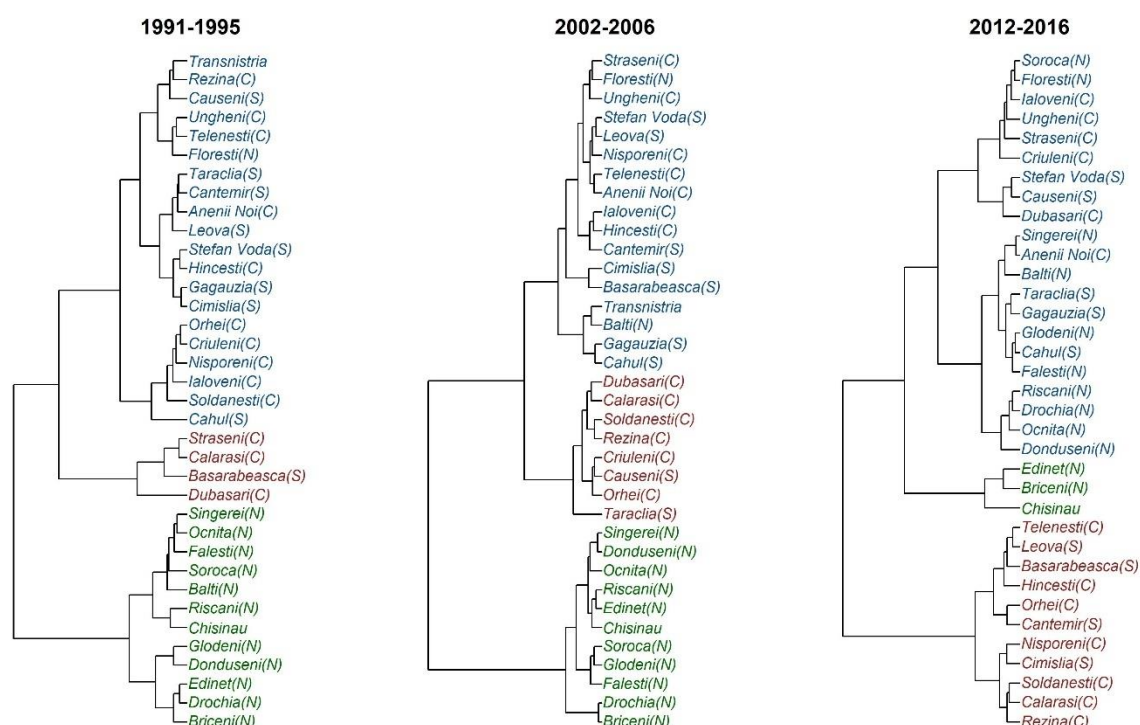 1991-1995
Transnistria
Rezina(C)
Causeni(S)
Ungheni(C)
Telenesti(C)
Floresti(N)
Taraclia(S)
Cantemir(S)
Anenii Noi(C)
Leova(S)
Stefan Voda(S)
Hincesti(C)
Gagauzia(S)
Cimislia(S)
Orhei(C)
Criuleni(C)
Nisporeni(C)
Ialoveni(C)
Soldanesti(C)
Cahul(S)
Straseni(C)
Calarasi(C)
Basarabeasca(S)
Dubasari(C)
Singerei(N)
Ocnita(N)
Falesti(N)
Soroca(N)
Balti(N)
Riscani(N)
Chisinau
Glodeni(N)
Donduseni(N)
Edinet(N)
Drochia(N)
Briceni(N)
2002-2006
Straseni(C)
Floresti(N)
Ungheni(C)
Stefan Voda(S)
Leova(S)
Nisporeni(C)
Telenesti(C)
Anenii Noi(C)
Ialoveni(C)
Hincesti(C)
Cantemir(S)
Cimislia(S)
Basarabeasca(S)
Transnistria
Balti(N)
Gagauzia(S)
Cahul(S)
Dubasari(C)
Calarasi(C)
Soldanesti(C)
Rezina(C)
Criuleni(C)
Causeni(S)
Orhei(C)
Taraclia(S)
Singerei(N)
Donduseni(N)
Ocnita(N)
Riscani(N)
Edinet(N)
Chisinau
Soroca(N)
Glodeni(N)
Falesti(N)
Drochia(N)
Briceni(N)
2012-2016
Soroca(N)
Floresti(N)
Ialoveni(C)
Ungheni(C)
Straseni(C)
Criuleni(C)
Stefan Voda(S)
Causeni(S)
Dubasari(C)
Singerei(N)
Anenii Noi(C)
Balti(N)
Taraclia(S)
Gagauzia(S)
Glodeni(N)
Cahul(S)
Falesti(N)
Riscani(N)
Drochia(N)
Ocnita(N)
Donduseni(N)
Edinet(N)
Briceni(N)
Chisinau
Telenesti(C)
Leova(S)
Basarabeasca(S)
Hincesti(C)
Orhei(C)
Cantemir(S)
Nisporeni(C)
Cimislia(S)
Soldanesti(C)
Calarasi(C)
Rezina(C)